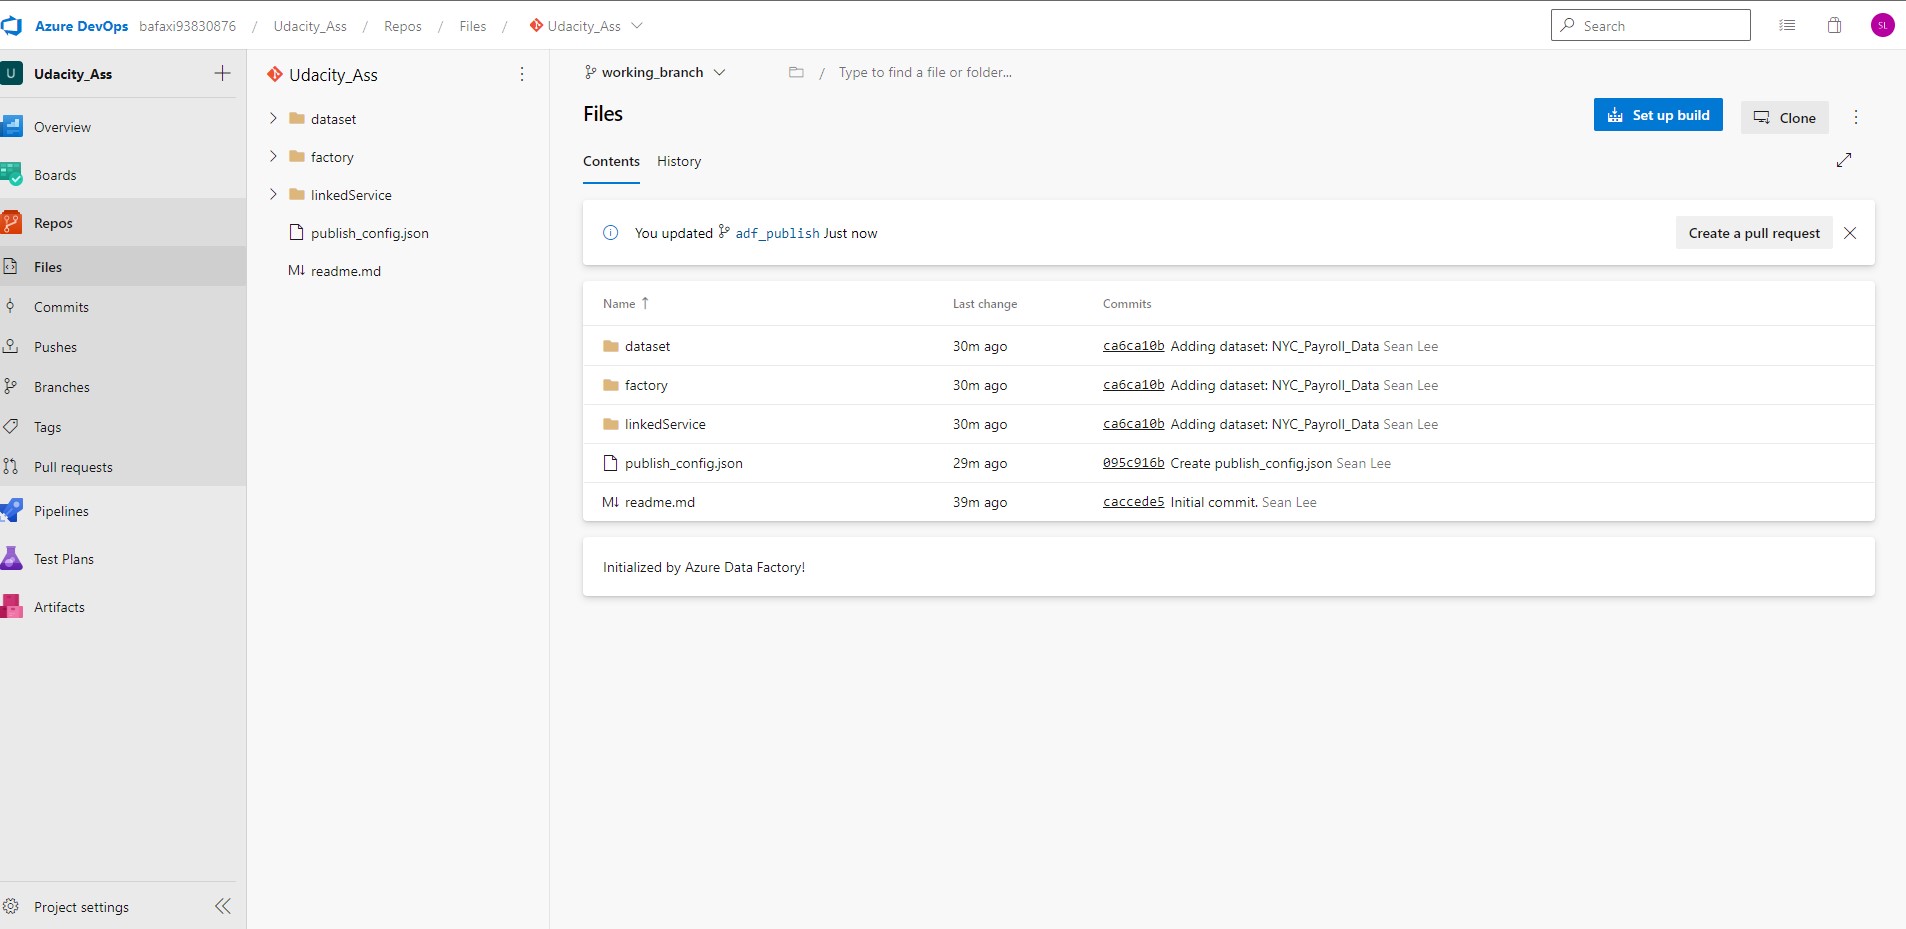 Azure DevOps bafaxi93830876 / Udacity_Ass / Repos / Files / Udacity_Ass
Search
SL
U Udacity_Ass
Overview
Boards
Repos
Files
Commits
Pushes
Branches
Tags
Pull requests
Pipelines
Test Plans
Artifacts
Project settings
Udacity_Ass
dataset
factory
linkedService
publish_config.json
M↓ readme.md
working_branch / Type to find a file or folder...
Files
Set up build
Clone
Contents History
You updated adf_publish Just now
Create a pull request
Name ↑ Last change Commits
dataset 30m ago ca6ca10b Adding dataset: NYC_Payroll_Data Sean Lee
factory 30m ago ca6ca10b Adding dataset: NYC_Payroll_Data Sean Lee
linkedService 30m ago ca6ca10b Adding dataset: NYC_Payroll_Data Sean Lee
publish_config.json 29m ago 095c916b Create publish_config.json Sean Lee
M↓ readme.md 39m ago caccede5 Initial commit. Sean Lee
Initialized by Azure Data Factory!